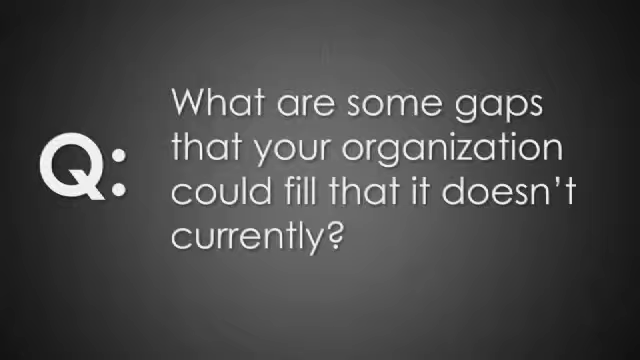 Q:
What are some gaps
that your organization
could fill that it doesn't
currently?